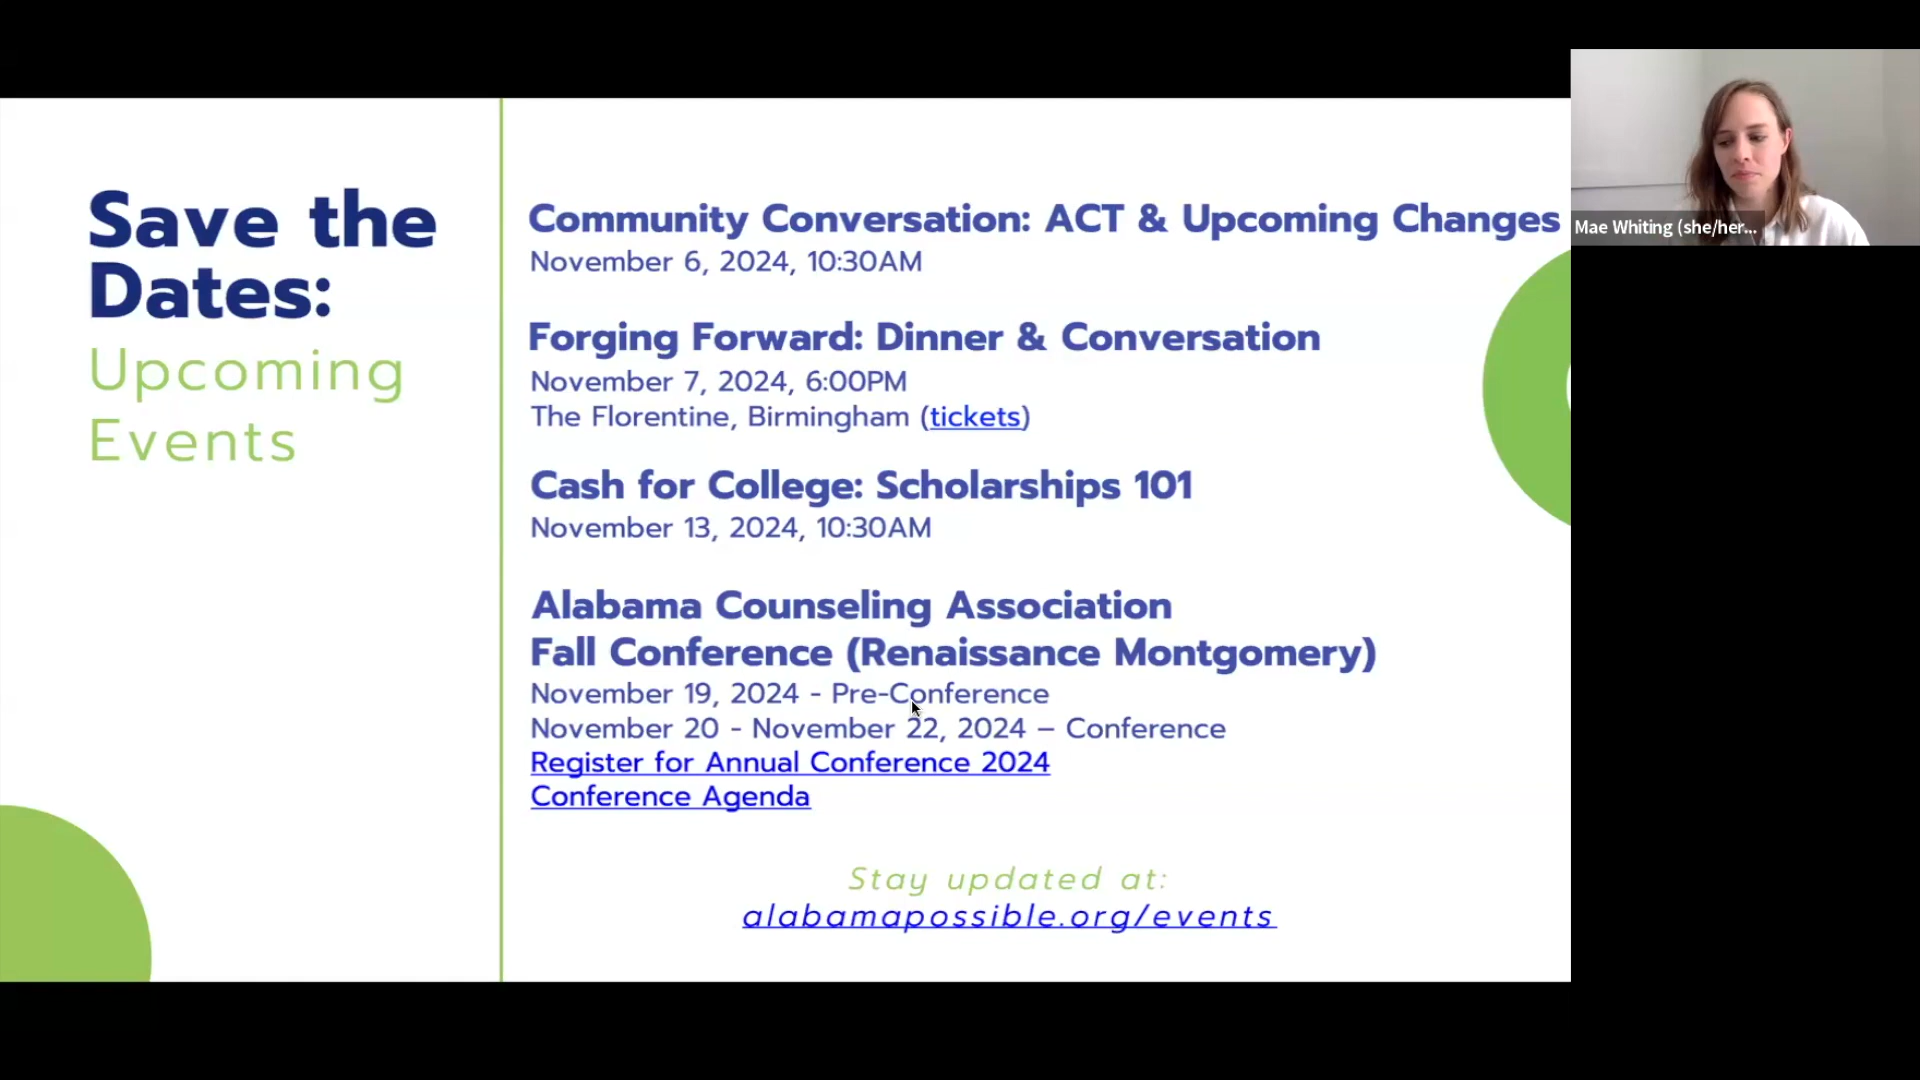 Save the
Dates:
Upcoming
Events
Community Conversation: ACT & Upcoming Changes
November 6, 2024, 10:30AM
Forging Forward: Dinner & Conversation
November 7, 2024, 6:00PM
The Florentine, Birmingham (tickets)
Cash for College: Scholarships 101
November 13, 2024, 10:30AM
Alabama Counseling Association
Fall Conference (Renaissance Montgomery)
November 19, 2024 - Pre-Conference
November 20 - November 22, 2024 – Conference
Register for Annual Conference 2024
Conference Agenda
Stay updated at:
alabamapossible.org/events
Mae Whiting (she/her...